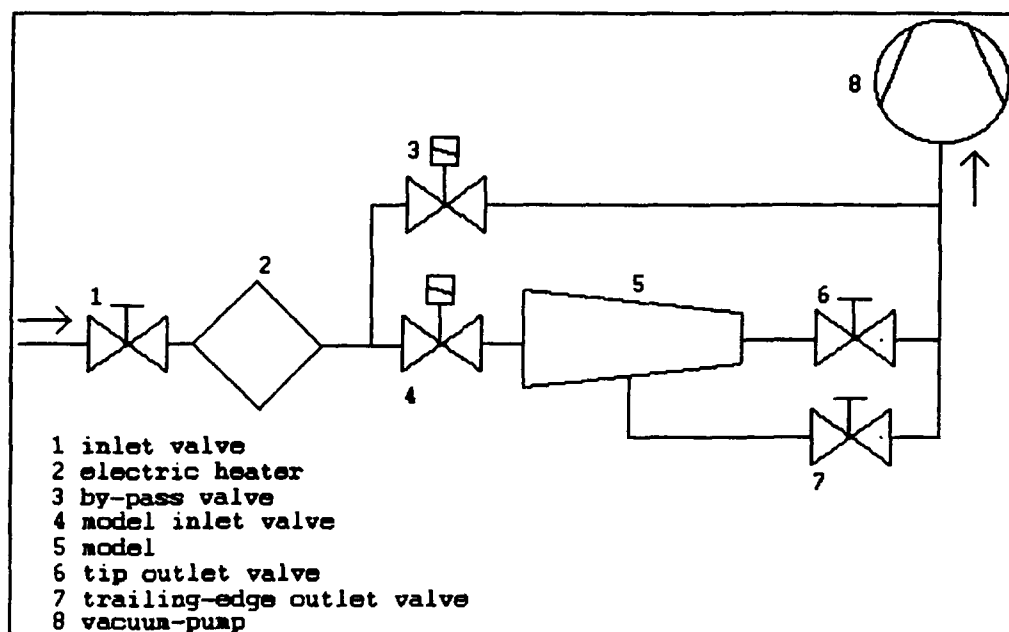 8
3
2
1
5
6
4
7
1 inlet valve
2 electric heater
3 by-pass valve
4 model inlet valve
5 model
6 tip outlet valve
7 trailing-edge outlet valve
8 vacuum-pump